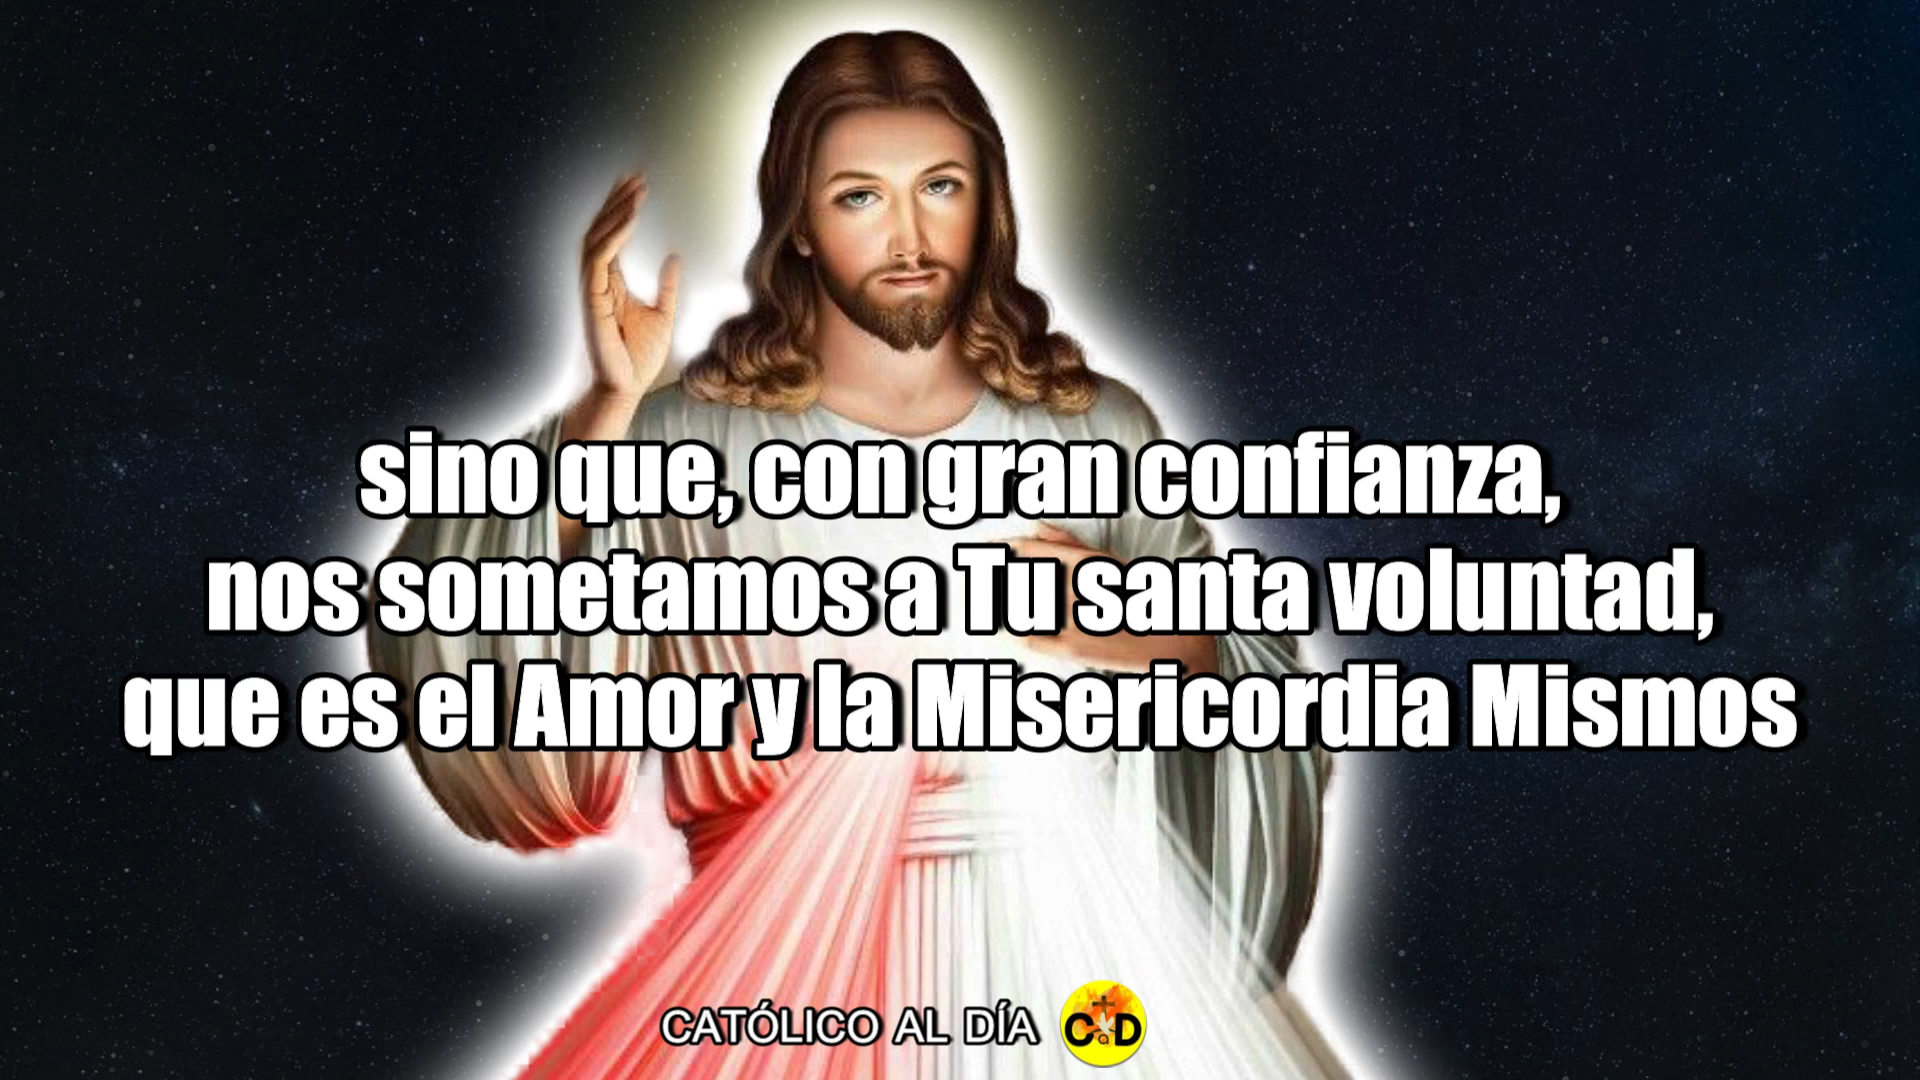 sino que, con gran confianza,
nos sometamos a Tu santa voluntad,
que es el Amor y la Misericordia Mismos
CATÓLICO AL DÍA
CaD